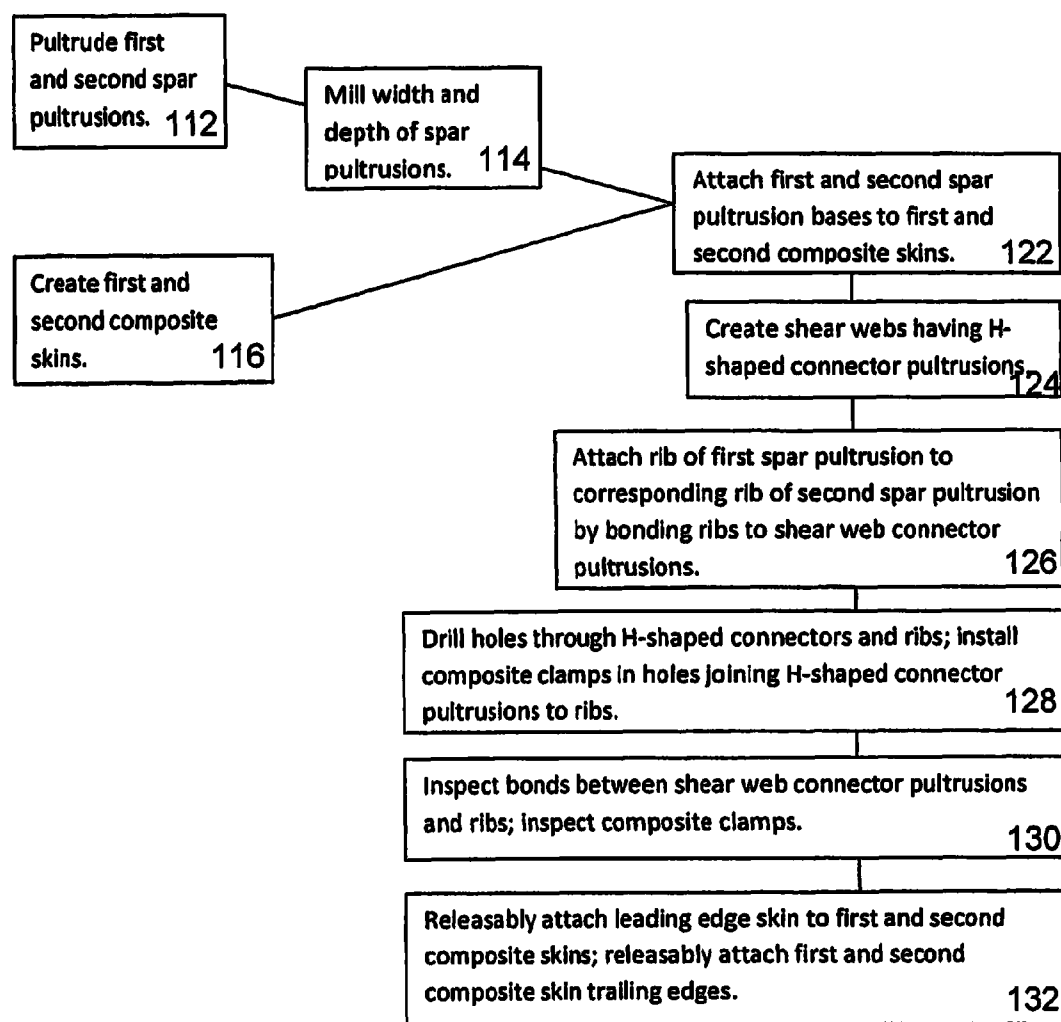 Pultrude first
and second spar
pultrusions. 112
Mill width and
depth of spar
pultrusions. 114
Create first and
second composite
skins. 116
Attach first and second spar
pultrusion bases to first and
second composite skins. 122
Create shear webs having H-
shaped connector pultrusions.
124
Attach rib of first spar pultrusion to
corresponding rib of second spar pultrusion
by bonding ribs to shear web connector
pultrusions. 126
Drill holes through H-shaped connectors and ribs; install
composite clamps in holes joining H-shaped connector
pultrusions to ribs. 128
Inspect bonds between shear web connector pultrusions
and ribs; inspect composite clamps.
130
Releasably attach leading edge skin to first and second
composite skins; releasably attach first and second
composite skin trailing edges. 132